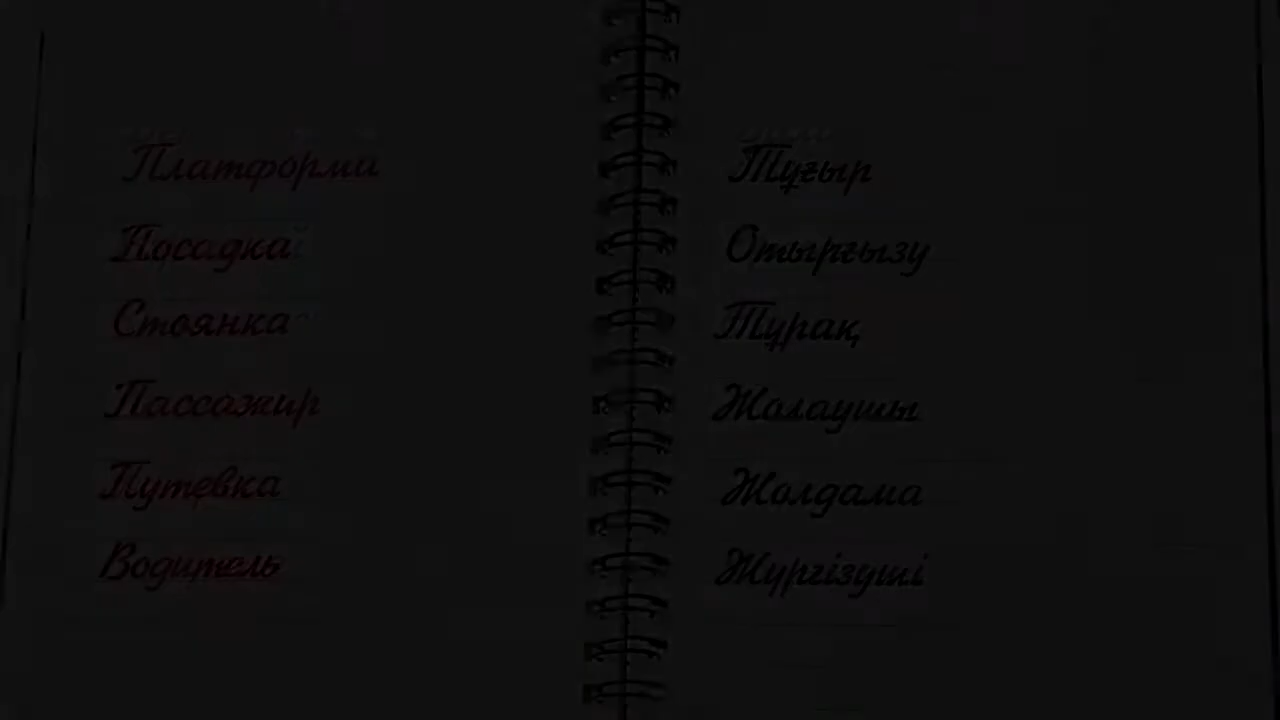 Платформа
Посадка
Стоянка
Пассажир
Путевка
Водитель
Тұғыр
Отырғызу
Тұрақ
Жолаушы
Жолдама
Жүргізуші